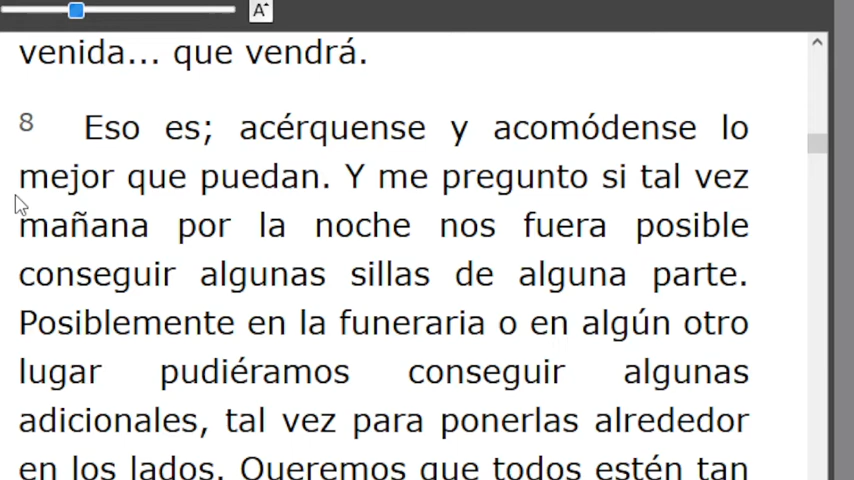 A
venida... que vendrá.
8 Eso es; acérquense y acomódense lo
mejor que puedan. Y me pregunto si tal vez
mañana por la noche nos fuera posible
conseguir algunas sillas de alguna parte.
Posiblemente en la funeraria o en algún otro
lugar pudiéramos conseguir algunas
adicionales, tal vez para ponerlas alrededor
en los lados. Queremos que todos estén tan